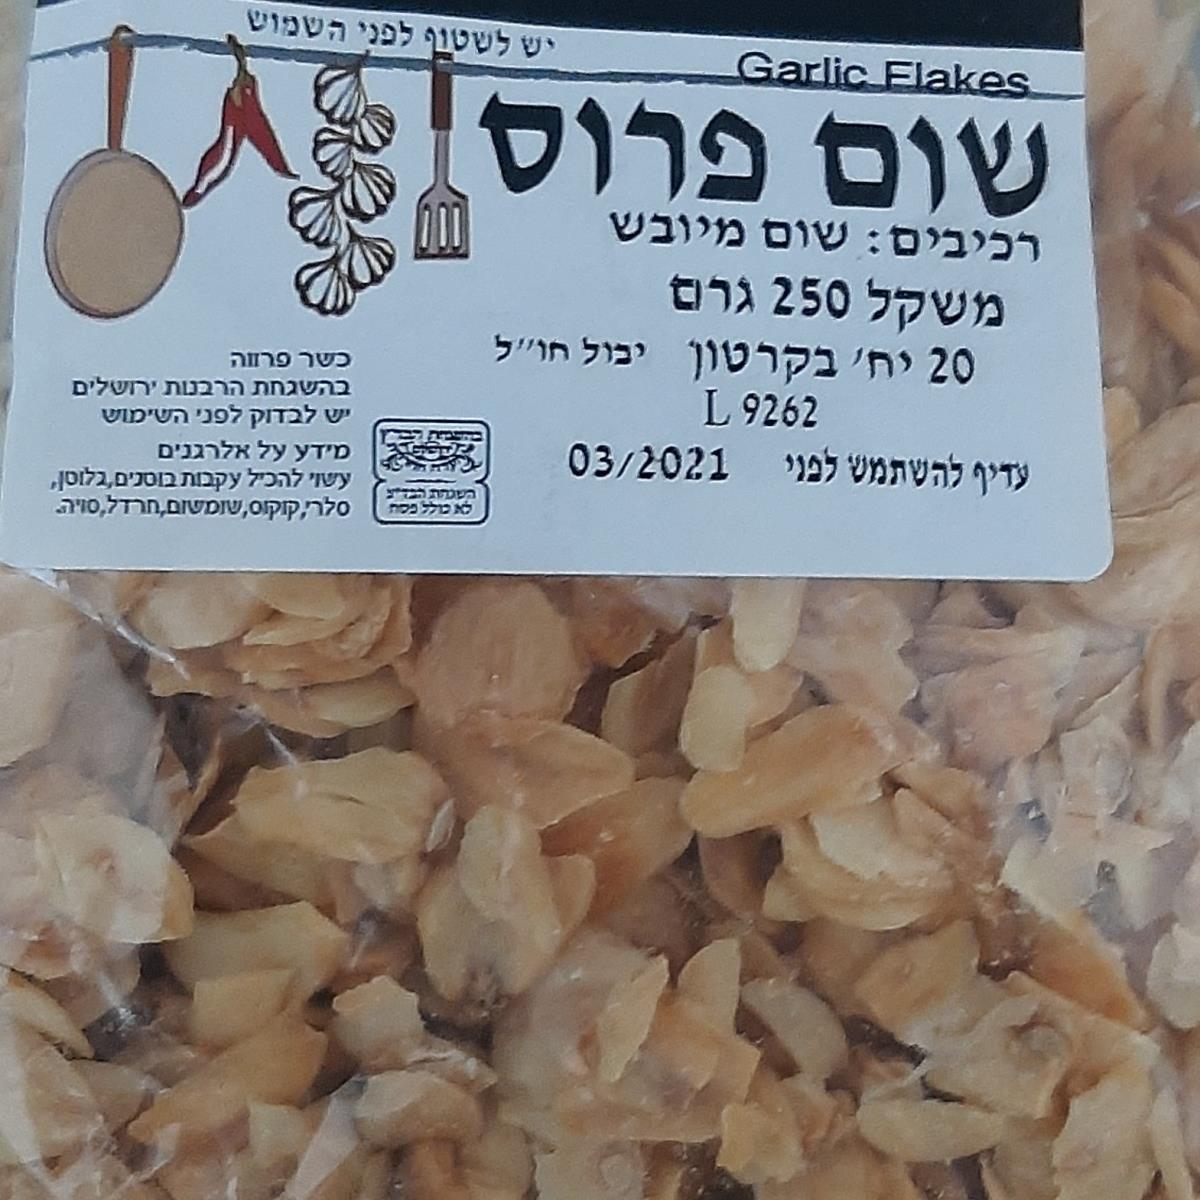 יש לשטוף לפני השמוש
Garlic Flakes
שום פרוס
רכיבים: שום מיובש
משקל 250 גרם
20 יח' בקרטון יבול חו"ל
L 9262
עדיף להשתמש לפני 03/2021
כשר פרווה
בהשגחת הרבנות ירושלים
יש לבדוק לפני השימוש
מידע על אלרגנים
עשוי להכיל עקבות בוטנים,גלוטן,
סלרי,קוקוס,שומשום,חרדל,סויה.
השגחת הבד"צ
לא כולל פסח